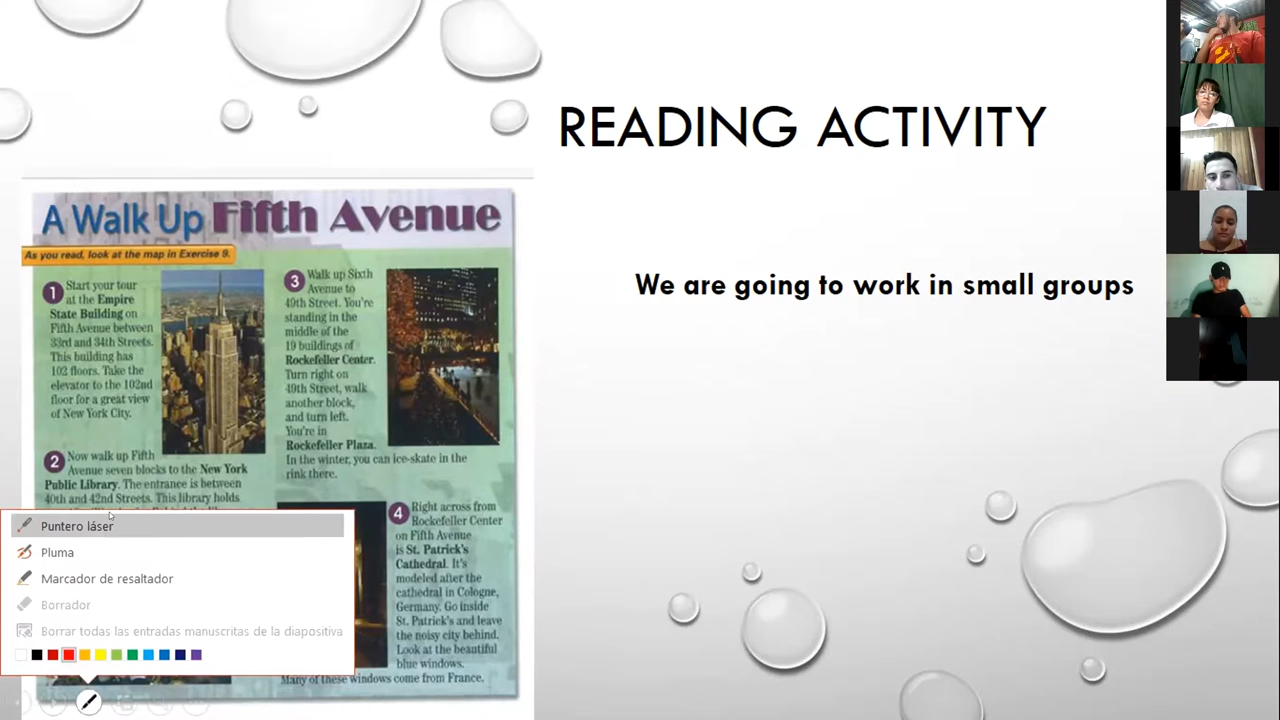 READING ACTIVITY
We are going to work in small groups
A Walk Up Fifth Avenue
As you read, look at the map in Exercise 9.
1 Start your tour
at the Empire
State Building on
Fifth Avenue between
33rd and 34th Streets.
This building has
102 floors. Take the
elevator to the 102nd
floor for a great view
of New York City.
2 Now walk up Fifth
Avenue seven blocks to the New York
Public Library. The entrance is between
40th and 42nd Streets. This library holds
3 Walk up Sixth
Avenue to
49th Street. You're
standing in the
middle of the
19 buildings of
Rockefeller Center.
Turn right on
49th Street, walk
another block,
and turn left.
You're in
Rockefeller Plaza.
In the winter, you can ice-skate in the
rink there.
4 Right across from
Rockefeller Center
on Fifth Avenue
is St. Patrick's
Cathedral. It's
modeled after the
cathedral in Cologne,
Germany. Go inside
St. Patrick's and leave
the noisy city behind.
Look at the beautiful
blue windows.
Many of these windows come from France.
Puntero láser
Pluma
Marcador de resaltador
Borrador
Borrar todas las entradas manuscritas de la diapositiva